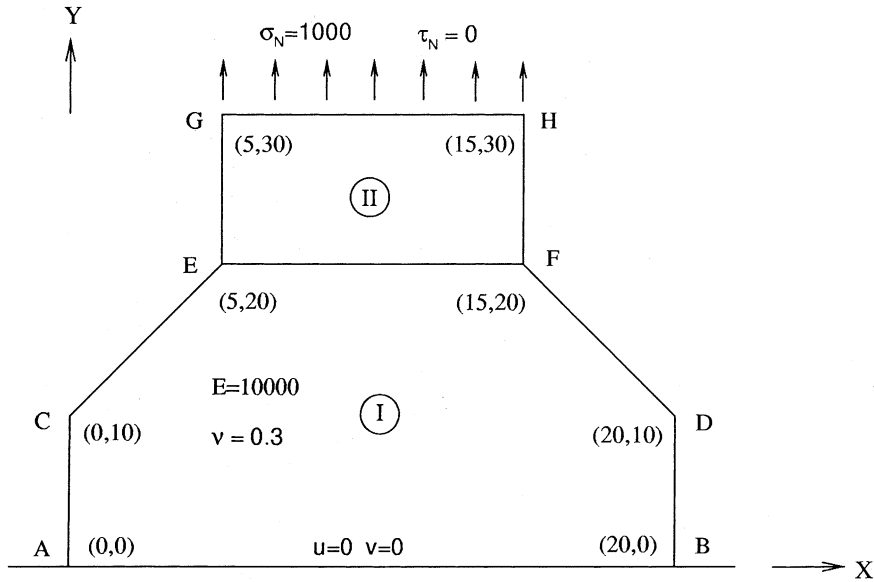 Y
σN=1000 τN = 0
G H
(5,30) (15,30)
II
E F
(5,20) (15,20)
E=10000
I
C D
(0,10) (20,10)
ν = 0.3
A (0,0) u=0 v=0 (20,0) B
X